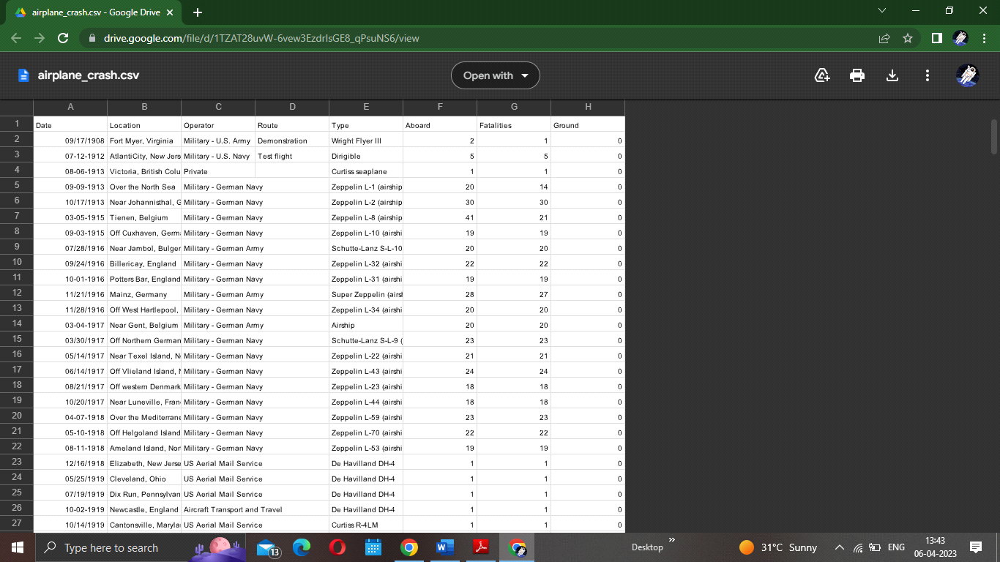 airplane_crash.csv - Google Drive
drive.google.com/file/d/1TZAT28uvW-6vew3EzdrIsGE8_qPsuNS6/view
airplane_crash.csv Open with
A B C D E F G H
1 Date Location Operator Route Type Aboard Fatalities Ground
2 09/17/1908 Fort Myer, Virginia Military - U.S. Army Demonstration Wright Flyer III 2 1 0
3 07-12-1912 AtlantiCity, New Jers Military - U.S. Navy Test flight Dirigible 5 5 0
4 08-06-1913 Victoria, British Colu Private Curtiss seaplane 1 1 0
5 09-09-1913 Over the North Sea Military - German Navy Zeppelin L-1 (airship 20 14 0
6 10/17/1913 Near Johannisthal, G Military - German Navy Zeppelin L-2 (airship 30 30 0
7 03-05-1915 Tienen, Belgium Military - German Navy Zeppelin L-8 (airship 41 21 0
8 09-03-1915 Off Cuxhaven, Germ Military - German Navy Zeppelin L-10 (airshi 19 19 0
9 07/28/1916 Near Jambol, Bulger Military - German Army Schutte-Lanz S-L-10 20 20 0
10 09/24/1916 Billericay, England Military - German Navy Zeppelin L-32 (airshi 22 22 0
11 10-01-1916 Potters Bar, England Military - German Navy Zeppelin L-31 (airshi 19 19 0
12 11/21/1916 Mainz, Germany Military - German Army Super Zeppelin (airs 28 27 0
13 11/28/1916 Off West Hartlepool, Military - German Navy Zeppelin L-34 (airshi 20 20 0
14 03-04-1917 Near Gent, Belgium Military - German Army Airship 20 20 0
15 03/30/1917 Off Northern German Military - German Navy Schutte-Lanz S-L-9 ( 23 23 0
16 05/14/1917 Near Texel Island, N Military - German Navy Zeppelin L-22 (airshi 21 21 0
17 06/14/1917 Off Vlieland Island, Military - German Navy Zeppelin L-43 (airshi 24 24 0
18 08/21/1917 Off western Denmark Military - German Navy Zeppelin L-23 (airshi 18 18 0
19 10/20/1917 Near Luneville, Fran Military - German Navy Zeppelin L-44 (airshi 18 18 0
20 04-07-1918 Over the Mediterrane Military - German Navy Zeppelin L-59 (airshi 23 23 0
21 05-10-1918 Off Helgoland Island Military - German Navy Zeppelin L-70 (airshi 22 22 0
22 08-11-1918 Ameland Island, Nor Military - German Navy Zeppelin L-53 (airshi 19 19 0
23 12/16/1918 Elizabeth, New Jerse US Aerial Mail Service De Havilland DH-4 1 1 0
24 05/25/1919 Cleveland, Ohio US Aerial Mail Service De Havilland DH-4 1 1 0
25 07/19/1919 Dix Run, Pennsylvan US Aerial Mail Service De Havilland DH-4 1 1 0
26 10-02-1919 Newcastle, England Aircraft Transport and Travel De Havilland DH-4 1 1 0
27 10/14/1919 Cantonsville, Maryla US Aerial Mail Service Curtiss R-4LM 1 1 0
Type here to search 13 W Desktop 31°C Sunny ENG 13:43
06-04-2023